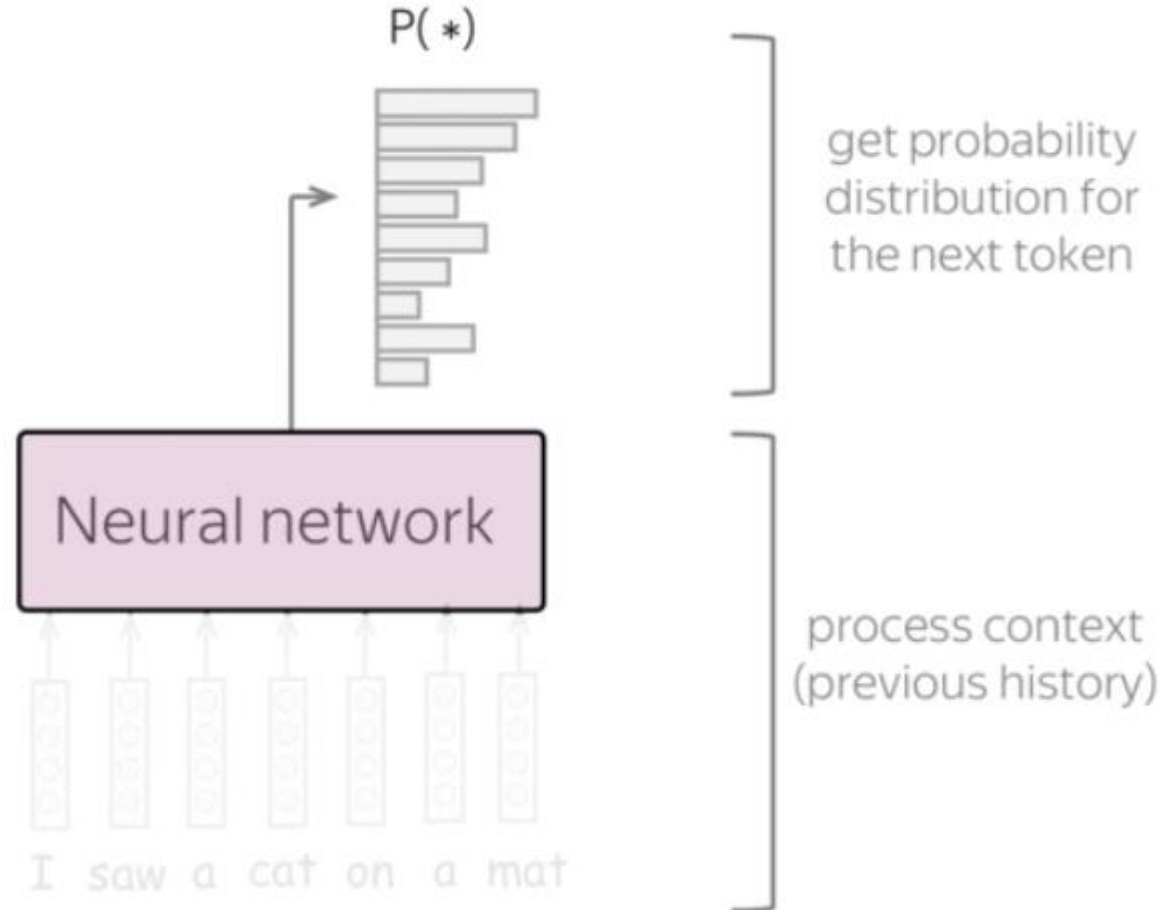 P( * )
get probability
distribution for
the next token
Neural network
process context
(previous history)
I saw a cat on a mat